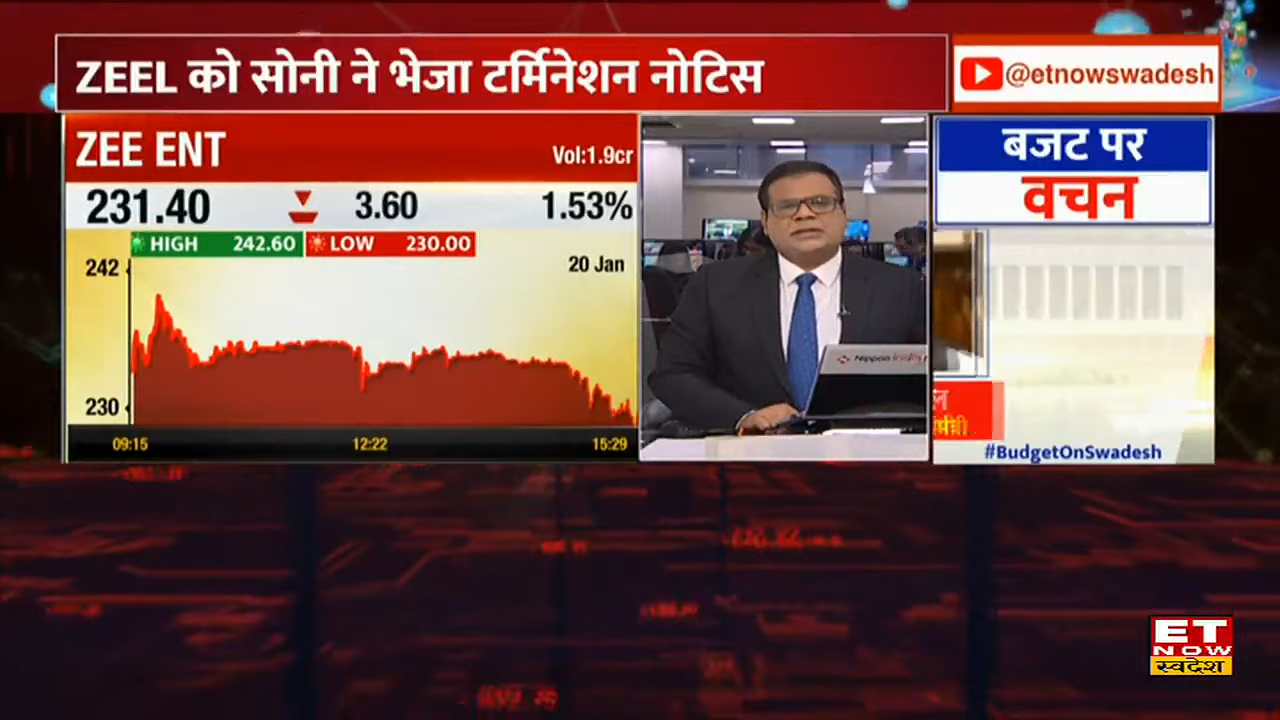 ZEEL को सोनी ने भेजा टर्मिनेशन नोटिस
@etnowswadesh
ZEE ENT
Vol:1.9cr
231.40 3.60 1.53%
HIGH 242.60 LOW 230.00
20 Jan
242
230
09:15 12:22 15:29
Nippon India
बजट पर
वचन
#BudgetOnSwadesh
ET
NOW
स्वदेश